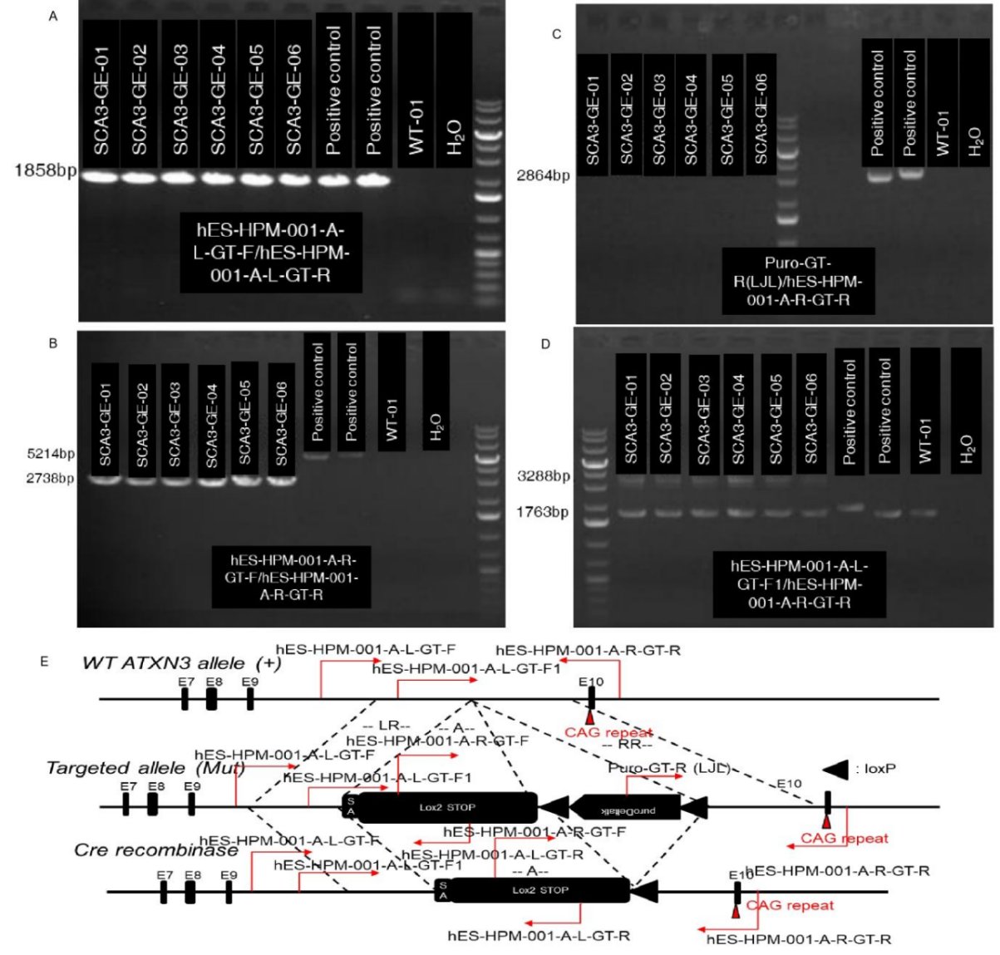 A
SCA3-GE-01
SCA3-GE-02
SCA3-GE-03
SCA3-GE-04
SCA3-GE-05
SCA3-GE-06
Positive control
Positive control
WT-01
H₂O
1858bp
hES-HPM-001-A-
L-GT-F/hES-HPM-
001-A-L-GT-R
C
SCA3-GE-01
SCA3-GE-02
SCA3-GE-03
SCA3-GE-04
SCA3-GE-05
SCA3-GE-06
Positive control
Positive control
WT-01
H₂O
2864bp
Puro-GT-
R(LJL)/hES-HPM-
001-A-R-GT-R
B
SCA3-GE-01
SCA3-GE-02
SCA3-GE-03
SCA3-GE-04
SCA3-GE-05
SCA3-GE-06
Positive control
Positive control
WT-01
H₂O
5214bp
2738bp
hES-HPM-001-A-R-
GT-F/hES-HPM-001-
A-R-GT-R
D
SCA3-GE-01
SCA3-GE-02
SCA3-GE-03
SCA3-GE-04
SCA3-GE-05
SCA3-GE-06
Positive control
Positive control
WT-01
H₂O
3288bp
1763bp
hES-HPM-001-A-L-
GT-F1/hES-HPM-
001-A-R-GT-R
E
WT ATXN3 allele (+)
hES-HPM-001-A-L-GT-F
hES-HPM-001-A-L-GT-F1
hES-HPM-001-A-R-GT-R
E7 E8 E9
E10
CAG repeat
-- LR--
-- A--
-- RR--
hES-HPM-001-A-R-GT-F
Targeted allele (Mut)
hES-HPM-001-A-L-GT-F
hES-HPM-001-A-L-GT-F1
Puro-GT-R (LJL)
: loxP
E7 E8 E9
SA
Lox2 STOP
puroDeltatk
E10
CAG repeat
hES-HPM-001-A-L-GT-R
hES-HPM-001-A-R-GT-R
Cre recombinase
hES-HPM-001-A-L-GT-F
hES-HPM-001-A-L-GT-F1
hES-HPM-001-A-R-GT-F
-- A--
E7 E8 E9
SA
Lox2 STOP
E10
CAG repeat
hES-HPM-001-A-L-GT-R
hES-HPM-001-A-R-GT-R